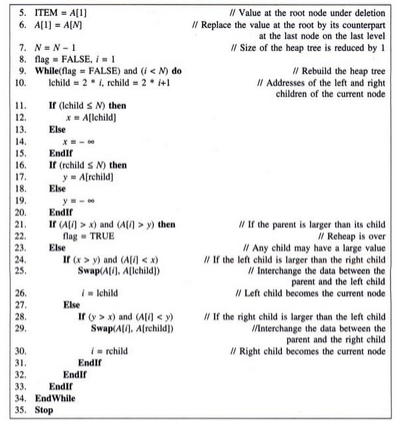 5. ITEM = A[1] // Value at the root node under deletion
6. A[1] = A[N] // Replace the value at the root by its counterpart
at the last node on the last level
7. N = N – 1 // Size of the heap tree is reduced by 1
8. flag = FALSE, i = 1
9. While(flag = FALSE) and (i < N) do // Rebuild the heap tree
10. lchild = 2 * i, rchild = 2 * i+1 // Addresses of the left and right
children of the current node
11. If (lchild ≤ N) then
12. x = A[lchild]
13. Else
14. x = – ∞
15. EndIf
16. If (rchild ≤ N) then
17. y = A[rchild]
18. Else
19. y = – ∞
20. EndIf
21. If (A[i] > x) and (A[i] > y) then // If the parent is larger than its child
22. flag = TRUE // Reheap is over
23. Else // Any child may have a large value
24. If (x > y) and (A[i] < x) // If the left child is larger than the right child
25. Swap(A[i], A[lchild]) // Interchange the data between the
parent and the left child
26. i = lchild // Left child becomes the current node
27. Else
28. If (y > x) and (A[i] < y) // If the right child is larger than the left child
29. Swap(A[i], A[rchild]) //Interchange the data between the
parent and the right child
30. i = rchild // Right child becomes the current node
31. EndIf
32. EndIf
33. EndIf
34. EndWhile
35. Stop